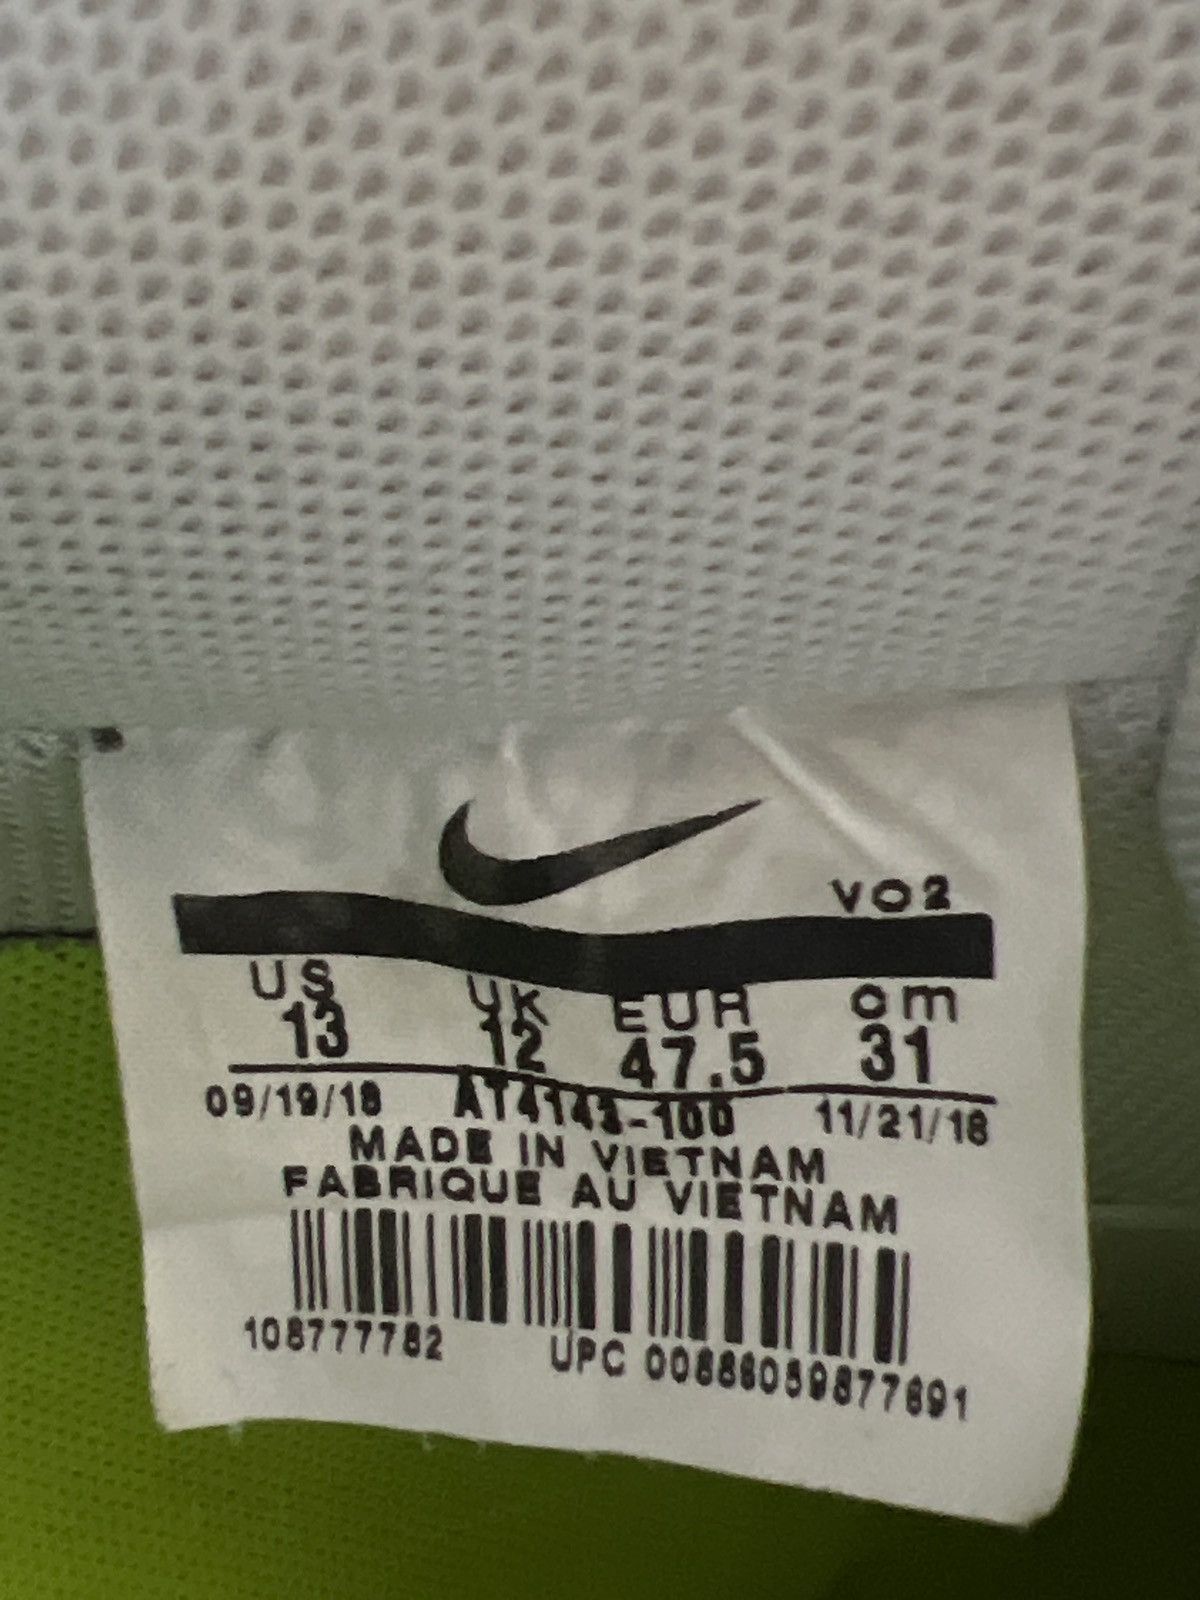 VO2
US UK EUR cm
13 12 47.5 31
09/19/18 AT4143-100 11/21/18
MADE IN VIETNAM
FABRIQUE AU VIETNAM
108777782 UPC 00888059877691